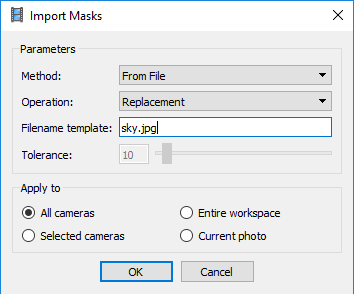 Import Masks
Parameters
Method: From File
Operation: Replacement
Filename template: sky.jpg
Tolerance: 10
Apply to
All cameras Entire workspace
Selected cameras Current photo
OK Cancel